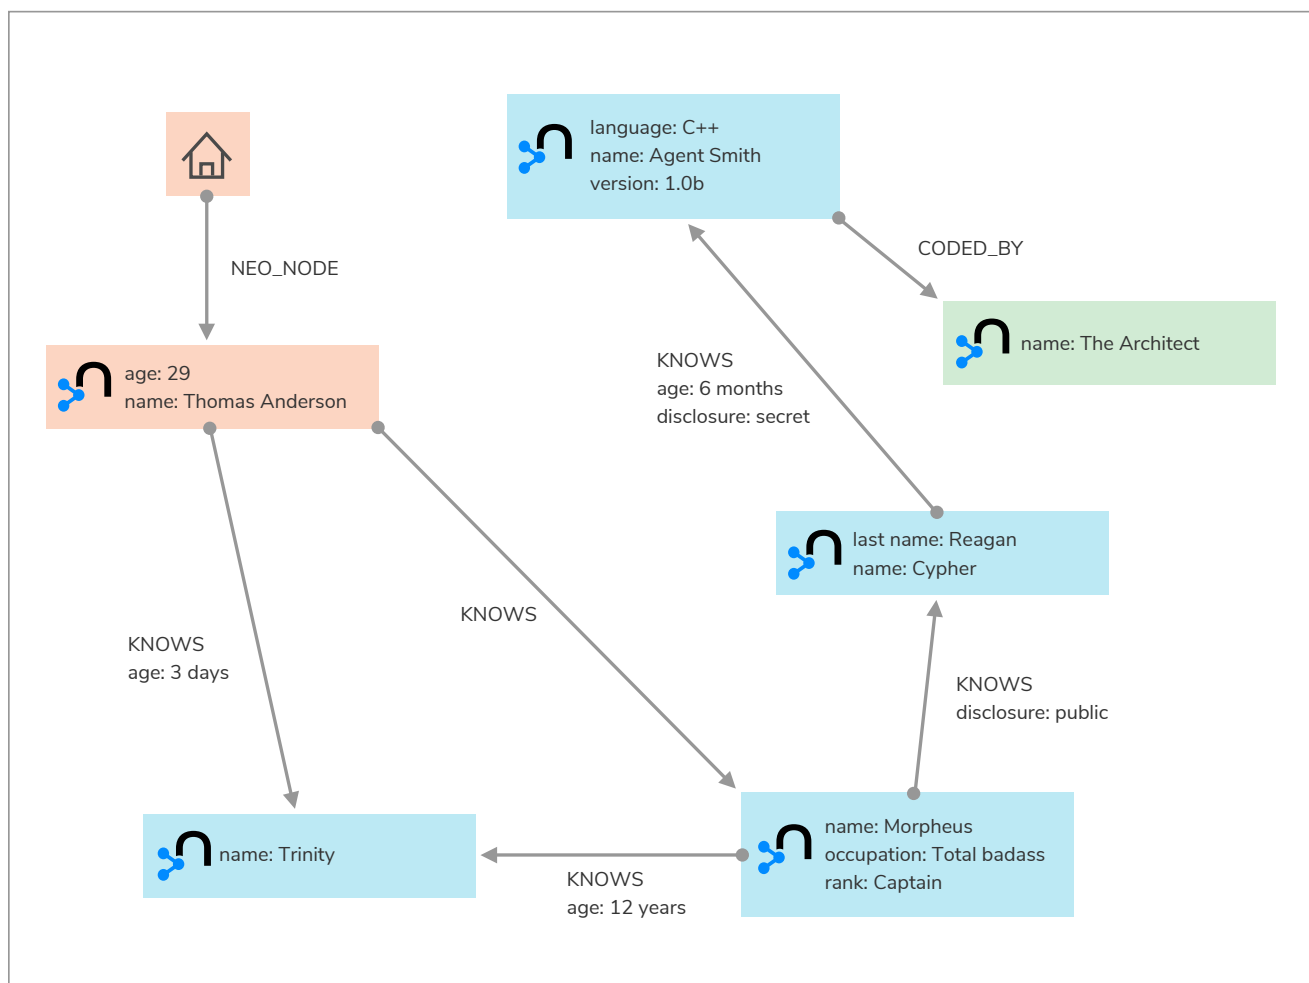 language: C++
name: Agent Smith
version: 1.0b
CODED_BY
NEO_NODE
name: The Architect
age: 29
name: Thomas Anderson
KNOWS
age: 6 months
disclosure: secret
last name: Reagan
name: Cypher
KNOWS
KNOWS
age: 3 days
KNOWS
disclosure: public
name: Trinity
KNOWS
age: 12 years
name: Morpheus
occupation: Total badass
rank: Captain